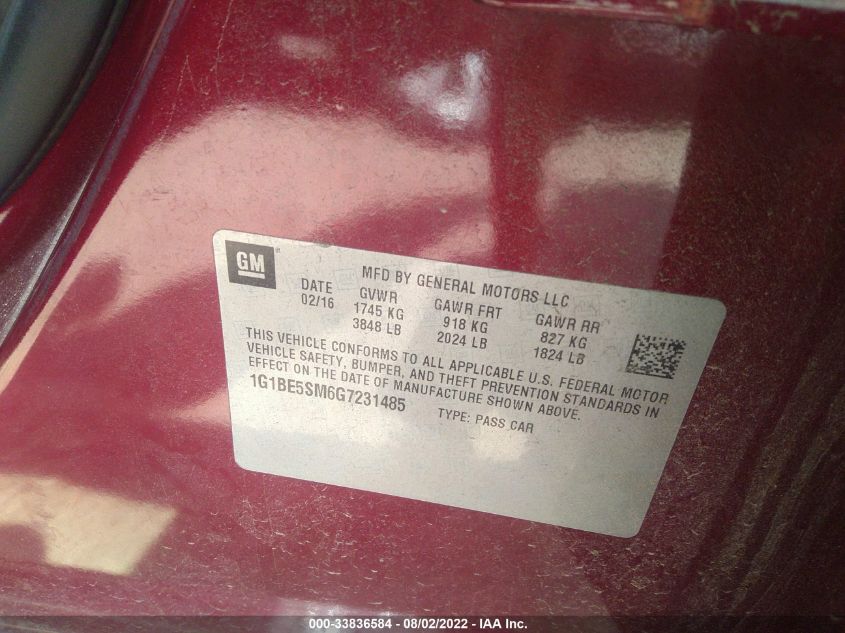 GM
MFD BY GENERAL MOTORS LLC
DATE GVWR GAWR FRT GAWR RR
02/16 1745 KG 918 KG 827 KG
3848 LB 2024 LB 1824 LB
THIS VEHICLE CONFORMS TO ALL APPLICABLE U.S. FEDERAL MOTOR
VEHICLE SAFETY, BUMPER, AND THEFT PREVENTION STANDARDS IN
EFFECT ON THE DATE OF MANUFACTURE SHOWN ABOVE.
1G1BE5SM6G7231485 TYPE: PASS CAR
000-33836584 - 08/02/2022 - IAA Inc.